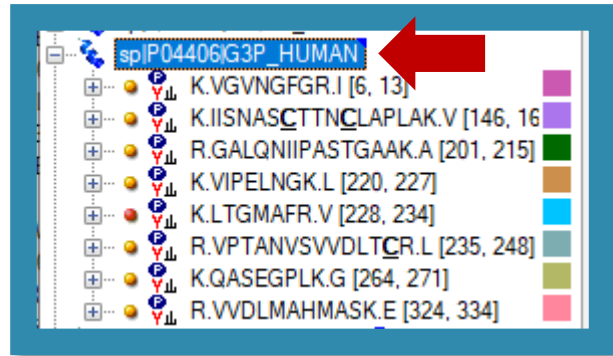 sp|P04406|G3P_HUMAN
K.VGVNGFGR.I [6, 13]
K.IISNASCTTNCLAPLAK.V [146, 16
R.GALQNIIPASTGAAK.A [201, 215]
K.VIPELNGK.L [220, 227]
K.LTGMAFR.V [228, 234]
R.VPTANVSVVDLTCR.L [235, 248]
K.QASEGPLK.G [264, 271]
R.VVDLMAHMASK.E [324, 334]